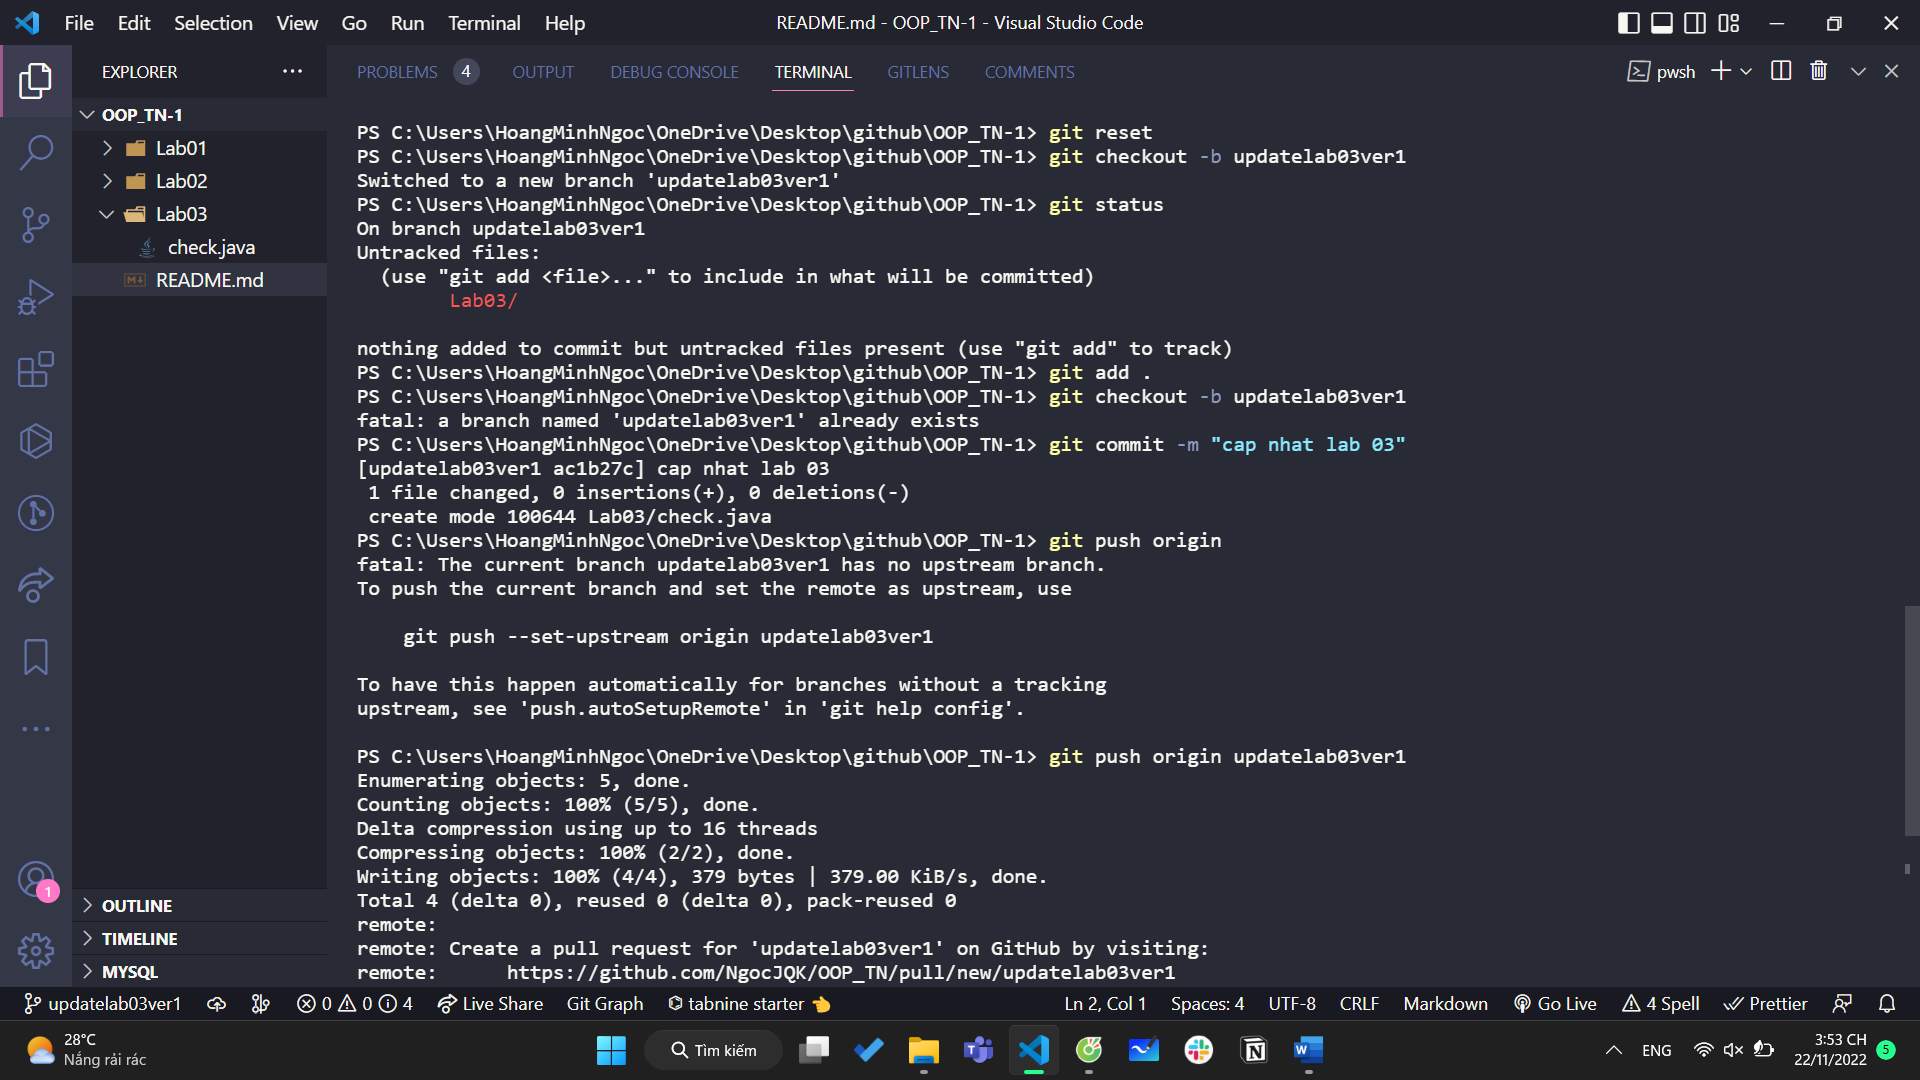 File Edit Selection View Go Run Terminal Help
README.md - OOP_TN-1 - Visual Studio Code
EXPLORER
OOP_TN-1
Lab01
Lab02
Lab03
check.java
README.md
OUTLINE
TIMELINE
MYSQL
1
PROBLEMS 4 OUTPUT DEBUG CONSOLE TERMINAL GITLENS COMMENTS
pwsh
PS C:\Users\HoangMinhNgoc\OneDrive\Desktop\github\OOP_TN-1> git reset
PS C:\Users\HoangMinhNgoc\OneDrive\Desktop\github\OOP_TN-1> git checkout -b updatelab03ver1
Switched to a new branch 'updatelab03ver1'
PS C:\Users\HoangMinhNgoc\OneDrive\Desktop\github\OOP_TN-1> git status
On branch updatelab03ver1
Untracked files:
(use "git add <file>..." to include in what will be committed)
Lab03/
nothing added to commit but untracked files present (use "git add" to track)
PS C:\Users\HoangMinhNgoc\OneDrive\Desktop\github\OOP_TN-1> git add .
PS C:\Users\HoangMinhNgoc\OneDrive\Desktop\github\OOP_TN-1> git checkout -b updatelab03ver1
fatal: a branch named 'updatelab03ver1' already exists
PS C:\Users\HoangMinhNgoc\OneDrive\Desktop\github\OOP_TN-1> git commit -m "cap nhat lab 03"
[updatelab03ver1 ac1b27c] cap nhat lab 03
1 file changed, 0 insertions(+), 0 deletions(-)
create mode 100644 Lab03/check.java
PS C:\Users\HoangMinhNgoc\OneDrive\Desktop\github\OOP_TN-1> git push origin
fatal: The current branch updatelab03ver1 has no upstream branch.
To push the current branch and set the remote as upstream, use
git push --set-upstream origin updatelab03ver1
To have this happen automatically for branches without a tracking
upstream, see 'push.autoSetupRemote' in 'git help config'.
PS C:\Users\HoangMinhNgoc\OneDrive\Desktop\github\OOP_TN-1> git push origin updatelab03ver1
Enumerating objects: 5, done.
Counting objects: 100% (5/5), done.
Delta compression using up to 16 threads
Compressing objects: 100% (2/2), done.
Writing objects: 100% (4/4), 379 bytes | 379.00 KiB/s, done.
Total 4 (delta 0), reused 0 (delta 0), pack-reused 0
remote:
remote: Create a pull request for 'updatelab03ver1' on GitHub by visiting:
remote: https://github.com/NgocJQK/OOP_TN/pull/new/updatelab03ver1
updatelab03ver1 0 0 4 Live Share Git Graph tabnine starter Ln 2, Col 1 Spaces: 4 UTF-8 CRLF Markdown Go Live 4 Spell Prettier
28°C
Nắng rải rác
Tìm kiếm
ENG
3:53 CH
22/11/2022
5